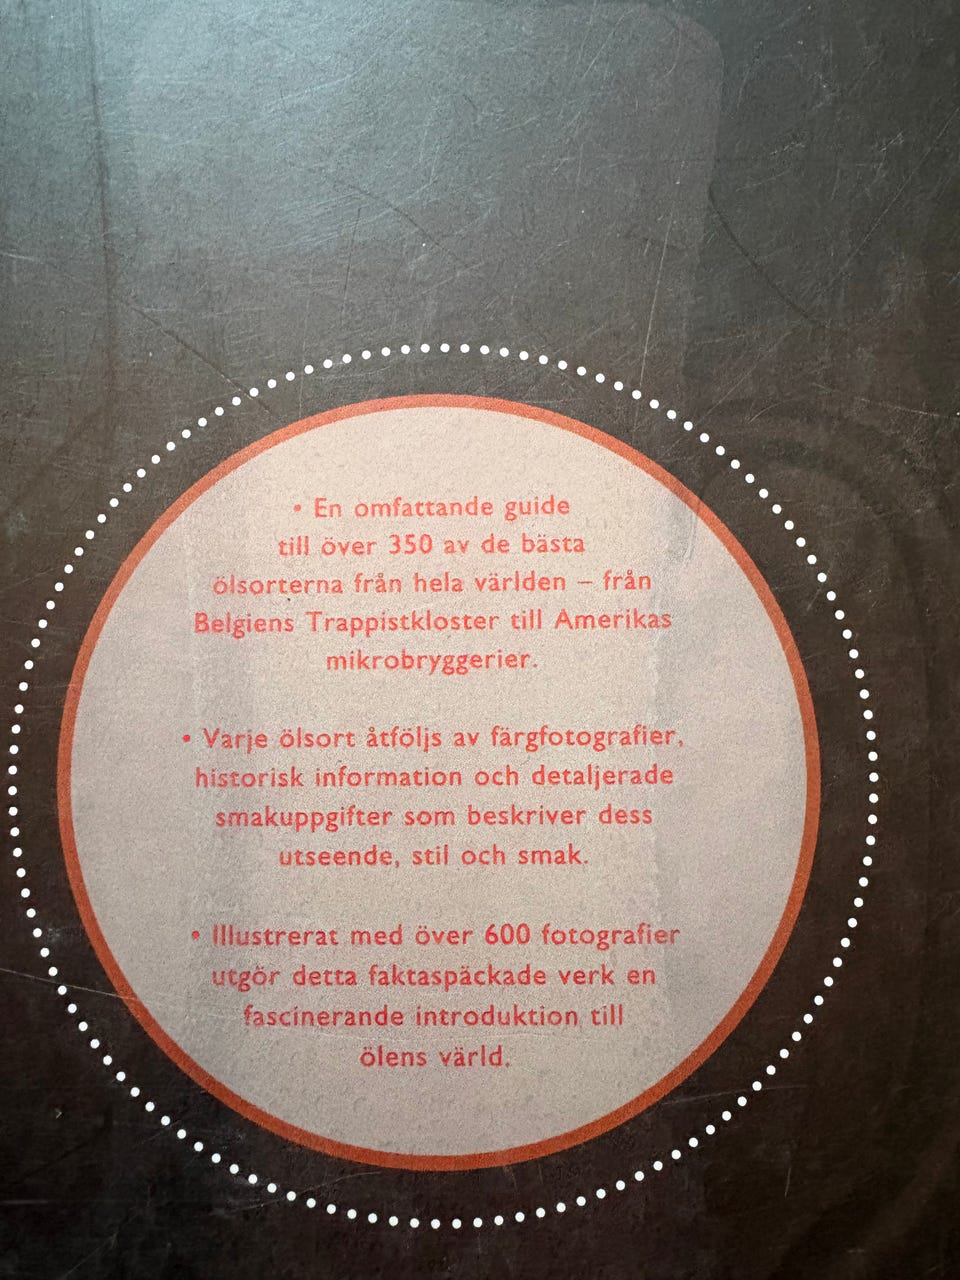 • En omfattande guide
till över 350 av de bästa
ölsorterna från hela världen – från
Belgiens Trappistkloster till Amerikas
mikrobryggerier.
• Varje ölsort åtföljs av färgfotografier,
historisk information och detaljerade
smakuppgifter som beskriver dess
utseende, stil och smak.
• Illustrerat med över 600 fotografier
utgör detta faktaspäckade verk en
fascinerande introduktion till
ölens värld.